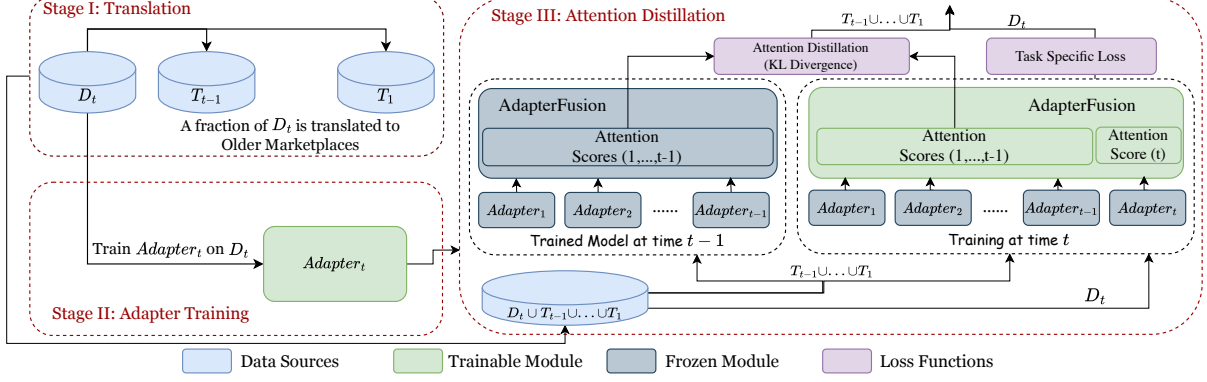 Stage I: Translation
D_t
T_{t-1}
T_1
A fraction of D_t is translated to
Older Marketplaces
Train Adapter_t on D_t
Adapter_t
Stage II: Adapter Training
Stage III: Attention Distillation
T_{t-1}∪...∪T_1
D_t
Attention Distillation
(KL Divergence)
Task Specific Loss
AdapterFusion
Attention
Scores (1,...,t-1)
Adapter_1
Adapter_2
......
Adapter_{t-1}
Trained Model at time t − 1
AdapterFusion
Attention
Scores (1,...,t-1)
Attention
Score (t)
Adapter_1
Adapter_2
......
Adapter_{t-1}
Adapter_t
Training at time t
T_{t-1}∪...∪T_1
D_t
D_t ∪ T_{t-1}∪...∪T_1
Data Sources
Trainable Module
Frozen Module
Loss Functions